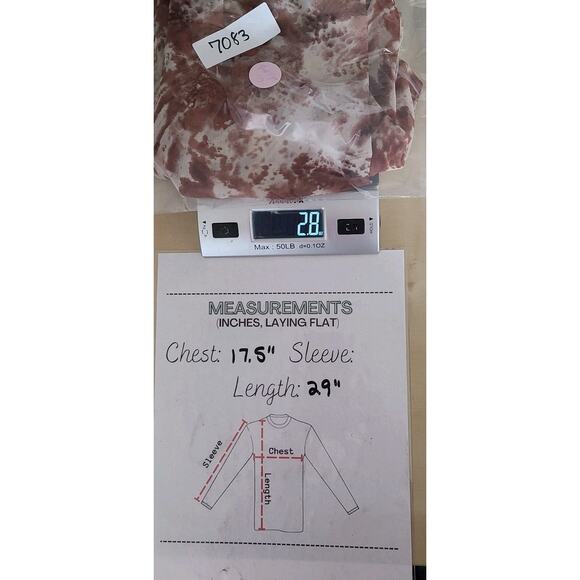 7083
2.8
Max : 50LB d=0.1OZ
MEASUREMENTS
(INCHES, LAYING FLAT)
Chest: 17.5" Sleeve:
Length: 29"
Sleeve
Chest
Length